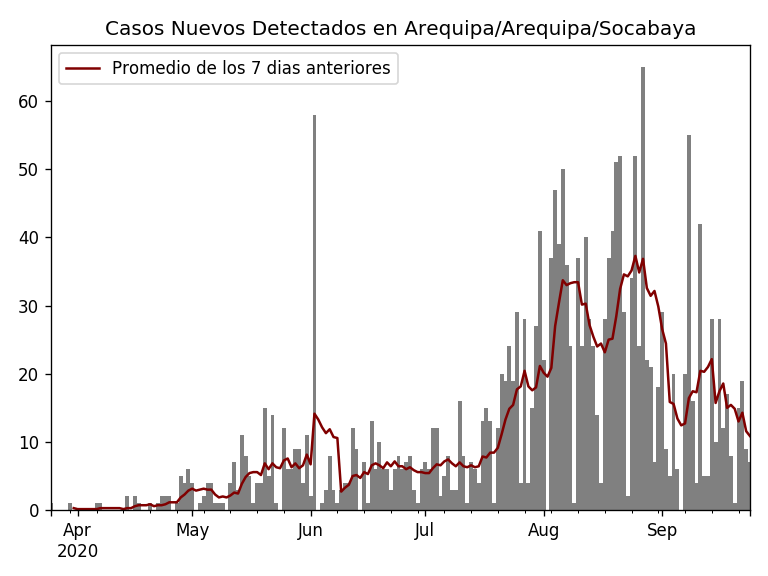 Casos Nuevos Detectados en Arequipa/Arequipa/Socabaya
Promedio de los 7 dias anteriores
60
50
40
30
20
10
0
Apr May Jun Jul Aug Sep
2020